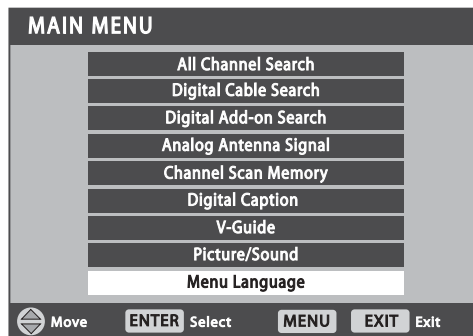 MAIN MENU
All Channel Search
Digital Cable Search
Digital Add-on Search
Analog Antenna Signal
Channel Scan Memory
Digital Caption
V-Guide
Picture/Sound
Menu Language
Move ENTER Select MENU EXIT Exit